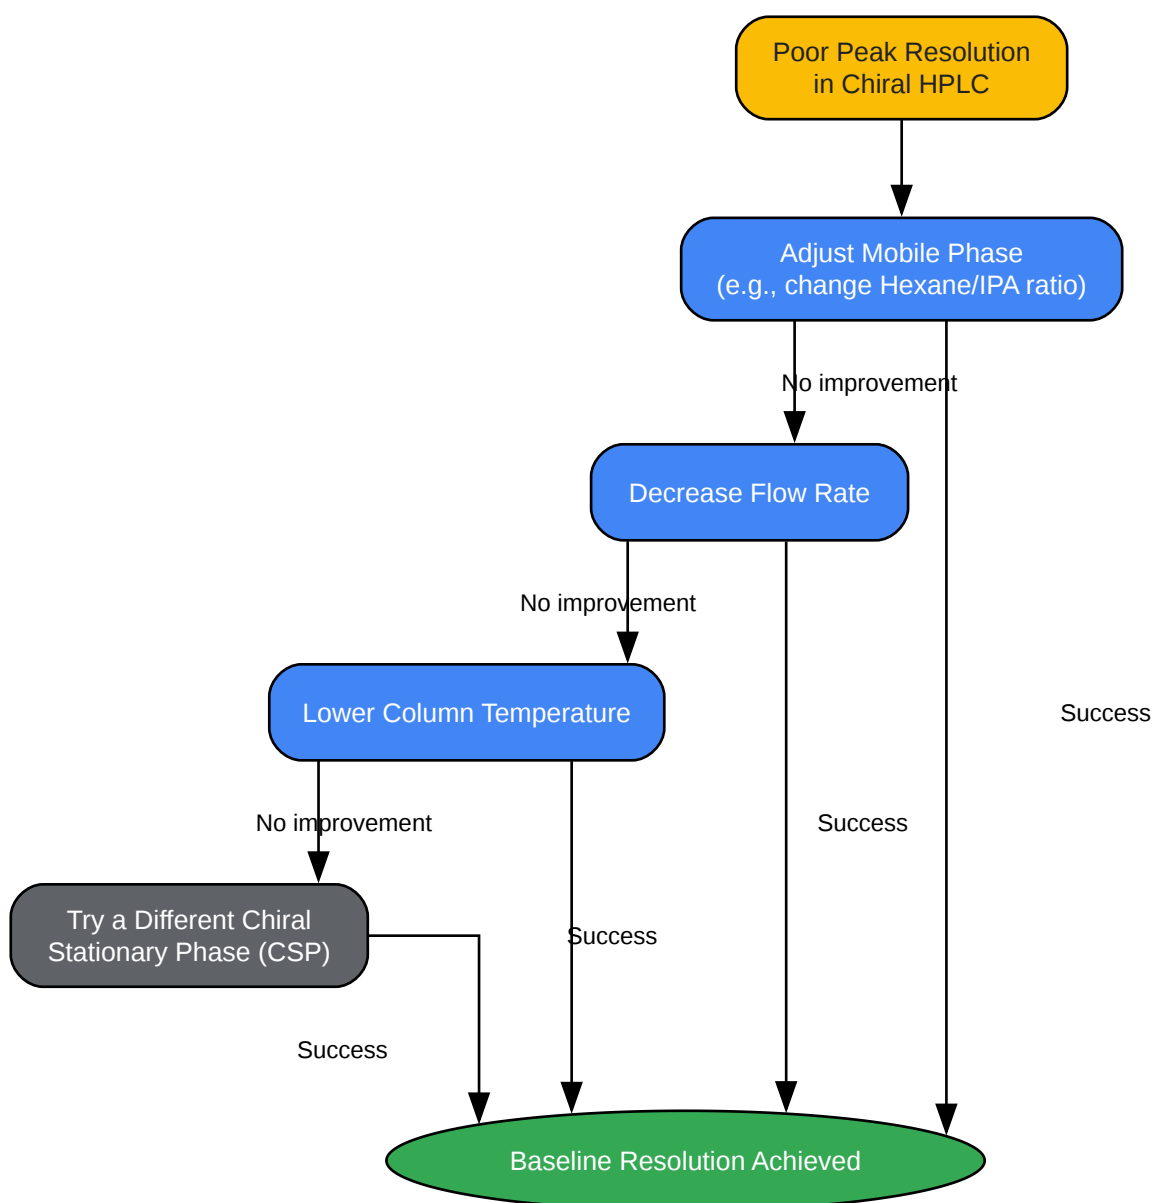 Poor Peak Resolution
in Chiral HPLC
Adjust Mobile Phase
(e.g., change Hexane/IPA ratio)
No improvement
Decrease Flow Rate
No improvement
Lower Column Temperature
Success
No improvement
Success
Try a Different Chiral
Stationary Phase (CSP)
Success
Success
Baseline Resolution Achieved